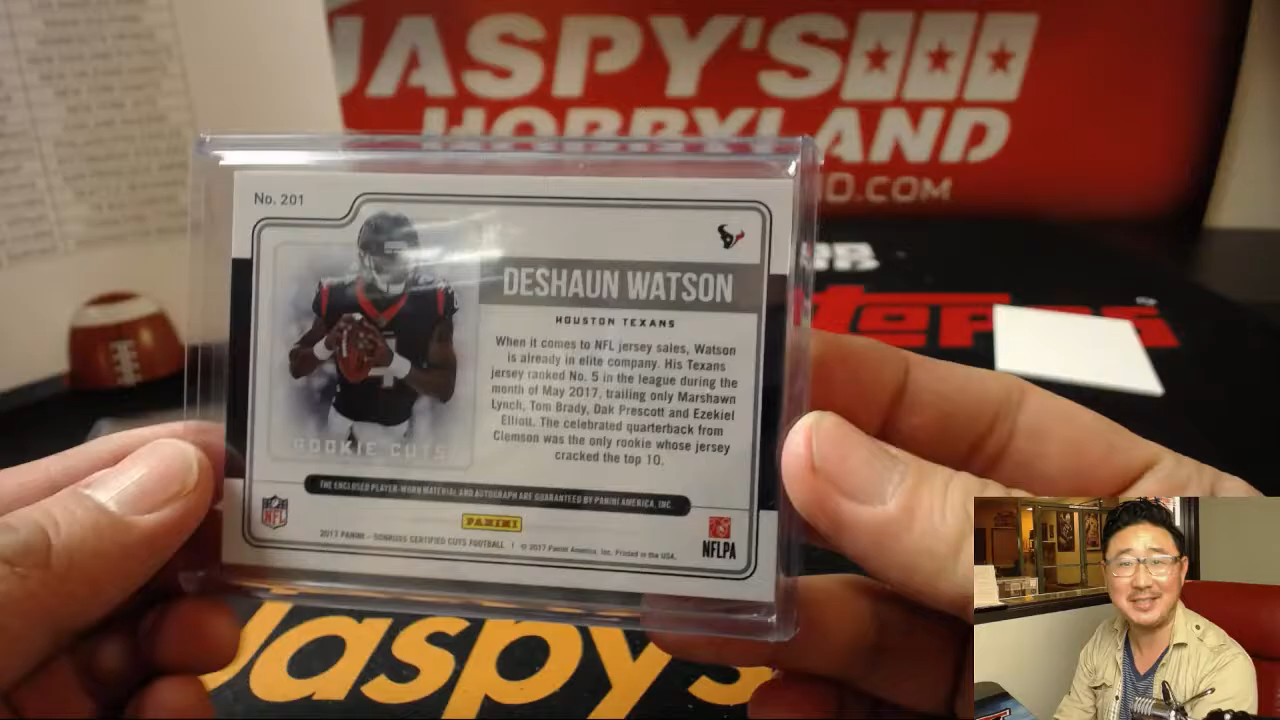 JASPY'S
HOBBYLAND
.COM
No. 201
DESHAUN WATSON
HOUSTON TEXANS
When it comes to NFL jersey sales, Watson
is already in elite company. His Texans
jersey ranked No. 5 in the league during the
month of May 2017, trailing only Marshawn
Lynch, Tom Brady, Dak Prescott and Ezekiel
Elliott. The celebrated quarterback from
Clemson was the only rookie whose jersey
cracked the top 10.
ROOKIE CUTS
THE ENCLOSED PLAYER-WORN MATERIAL AND AUTOGRAPH ARE GUARANTEED BY PANINI AMERICA, INC.
NFL
PANINI
NFLPA
2017 PANINI – DONRUSS CERTIFIED CUTS FOOTBALL | © 2017 Panini America, Inc. Printed in the USA.
topps
Jaspy's